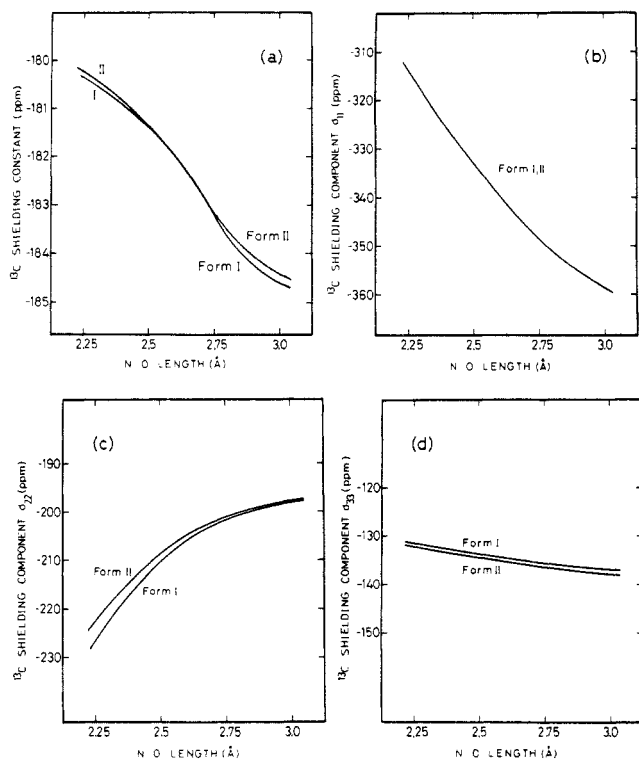 (a)
¹³C SHIELDING CONSTANT (ppm)
-180
-181
-182
-183
-184
-185
II
I
Form II
Form I
2.25 2.5 2.75 3.0
N O LENGTH (Å)
(b)
¹³C SHIELDING COMPONENT d₁₁ (ppm)
-310
-320
-330
-340
-350
-360
Form I,II
2.25 2.5 2.75 3.0
N O LENGTH (Å)
(c)
¹³C SHIELDING COMPONENT d₂₂ (ppm)
-190
-200
-210
-220
-230
Form II
Form I
2.25 2.5 2.75 3.0
N O LENGTH (Å)
(d)
¹³C SHIELDING COMPONENT d₃₃ (ppm)
-130
-140
-150
Form I
Form II
2.25 2.5 2.75 3.0
N O LENGTH (Å)